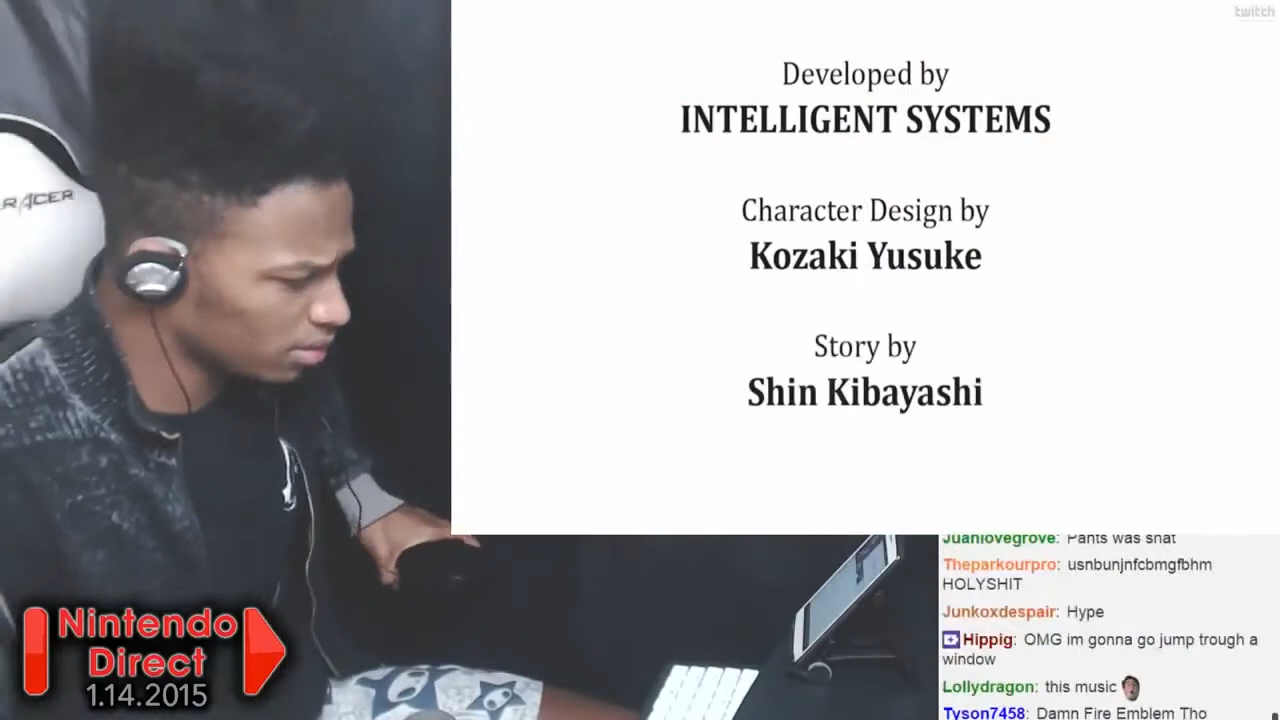 twitch
Developed by
INTELLIGENT SYSTEMS
Character Design by
Kozaki Yusuke
Story by
Shin Kibayashi
RACER
Nintendo
Direct
1.14.2015
Juanlovegrove: Pants was shat
Theparkourpro: usnbunjnfcbmgfbhm
HOLYSHIT
Junkoxdespair: Hype
Hippig: OMG im gonna go jump trough a
window
Lollydragon: this music
Tyson7458: Damn Fire Emblem Tho